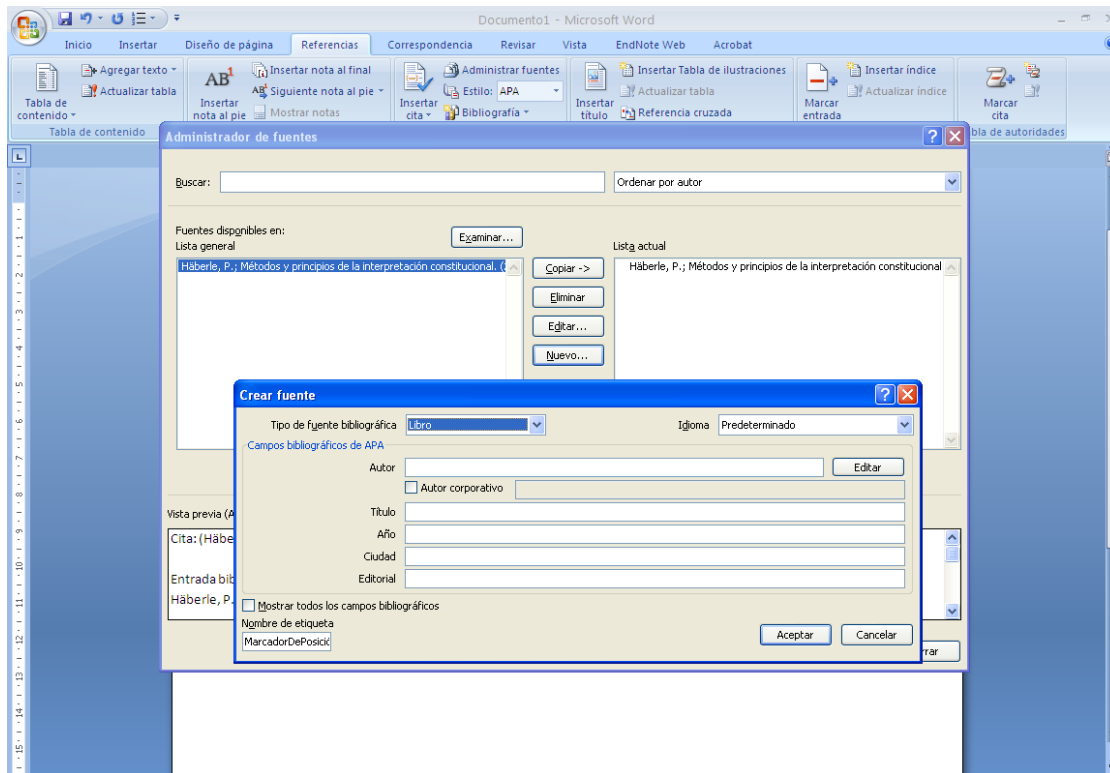 Documento1 - Microsoft Word
Inicio Insertar Diseño de página Referencias Correspondencia Revisar Vista EndNote Web Acrobat
Agregar texto
Actualizar tabla
Tabla de contenido
Tabla de contenido
AB1
Insertar nota al pie
Insertar nota al final
AB Siguiente nota al pie
Mostrar notas
Insertar cita
Administrar fuentes
Estilo: APA
Bibliografía
Insertar título
Insertar Tabla de ilustraciones
Actualizar tabla
Referencia cruzada
Marcar entrada
Insertar índice
Actualizar índice
Marcar cita
bla de autoridades
Administrador de fuentes
Buscar:
Ordenar por autor
Fuentes disponibles en:
Lista general
Examinar...
Lista actual
Häberle, P.; Métodos y principios de la interpretación constitucional. (
Häberle, P.; Métodos y principios de la interpretación constitucional
Copiar ->
Eliminar
Editar...
Nuevo...
Crear fuente
Tipo de fuente bibliográfica Libro
Idioma Predeterminado
Campos bibliográficos de APA
Autor
Editar
Autor corporativo
Título
Año
Ciudad
Editorial
Mostrar todos los campos bibliográficos
Nombre de etiqueta
MarcadorDePosició
Aceptar Cancelar
Vista previa (A
Cita: (Häbe
Entrada bib
Häberle, P.
rrar